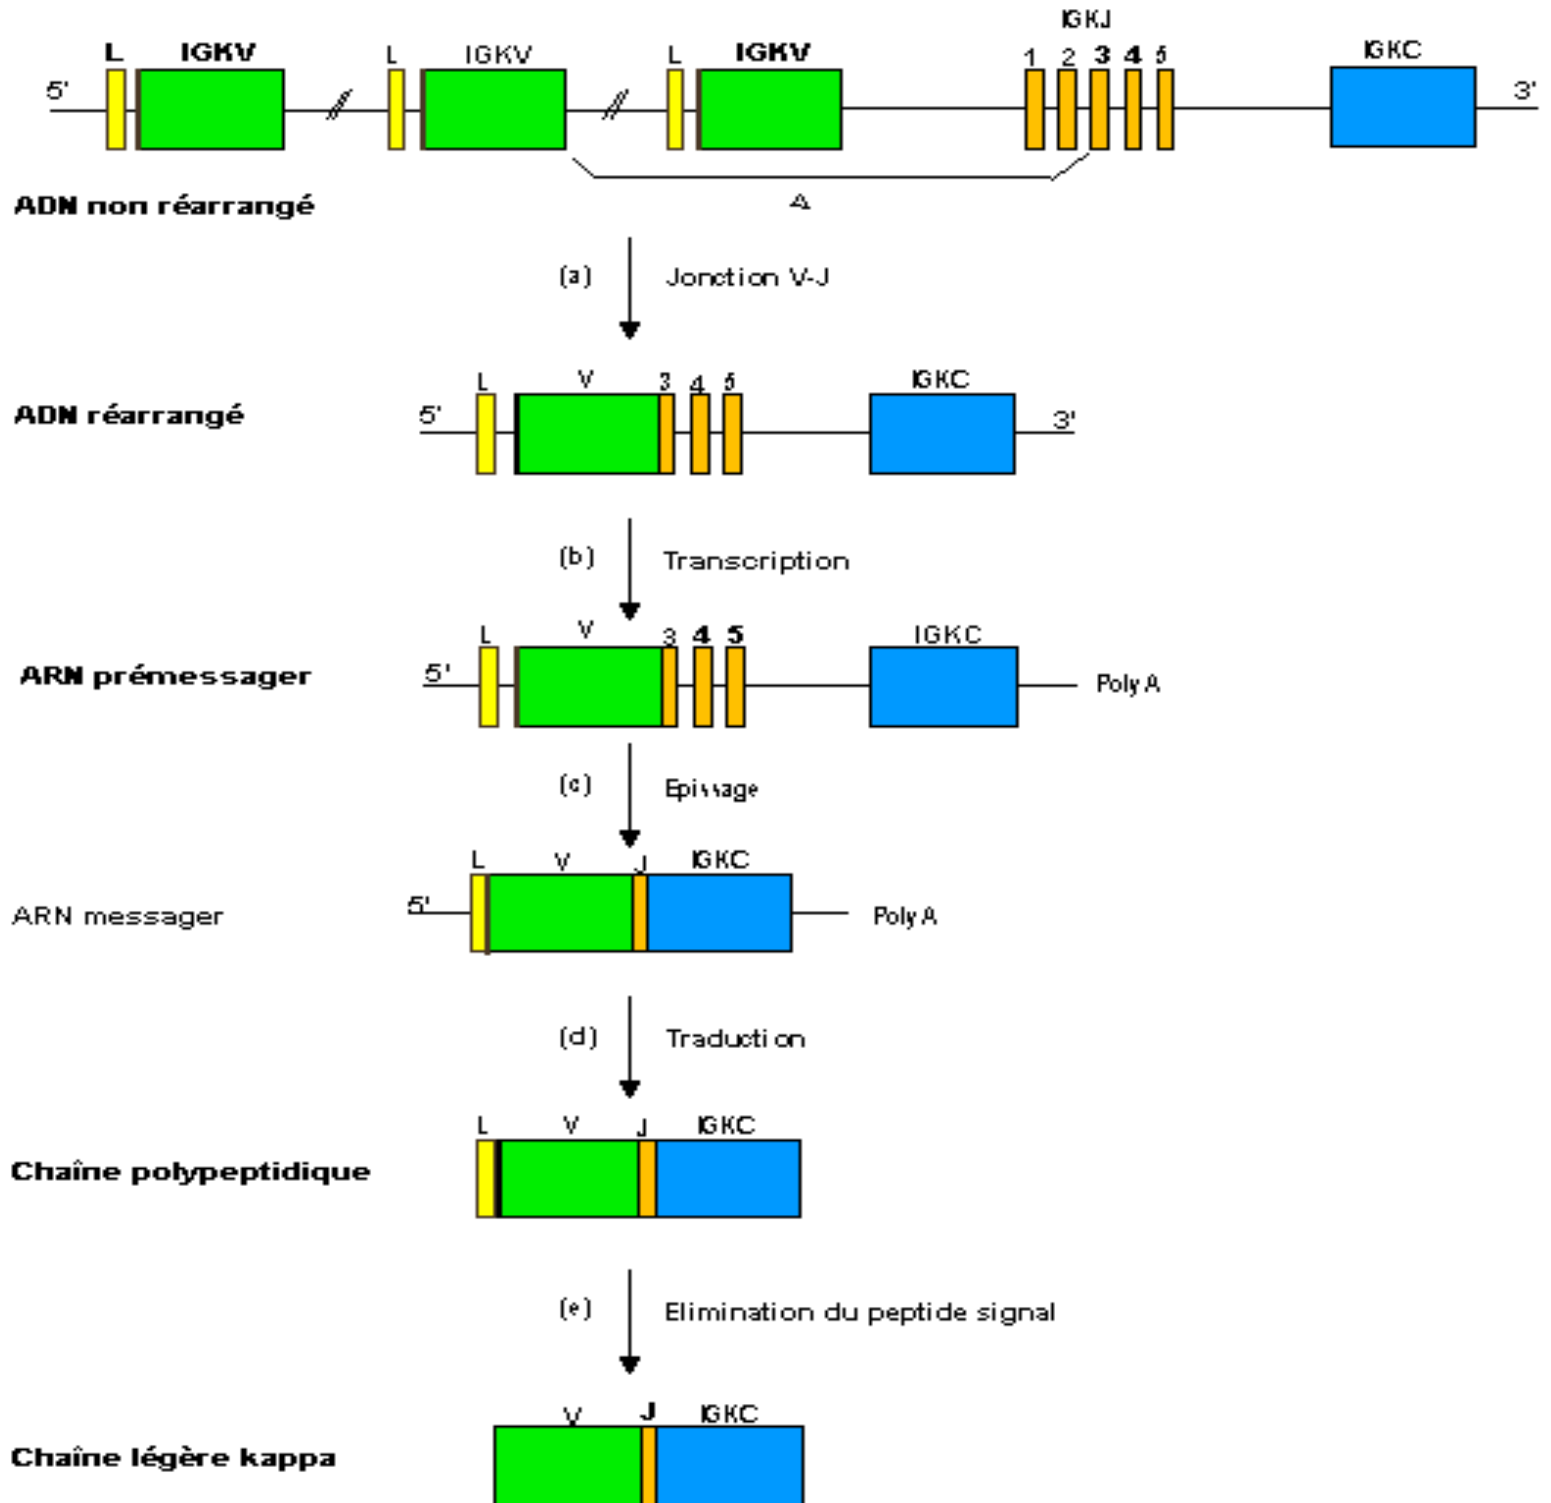 IGKJ
L IGKV L IGKV L IGKV 1 2 3 4 5 IGKC
5' 3'
ADN non réarrangé
(a) Jonction V-J
L V 3 4 5 IGKC
ADN réarrangé 5' 3'
(b) Transcription
L V 3 4 5 IGKC
ARN prémessager 5' Poly A
(c) Epissage
L V J IGKC
ARN messager 5' Poly A
(d) Traduction
L V J IGKC
Chaîne polypeptidique
(e) Elimination du peptide signal
V J IGKC
Chaîne légère kappa